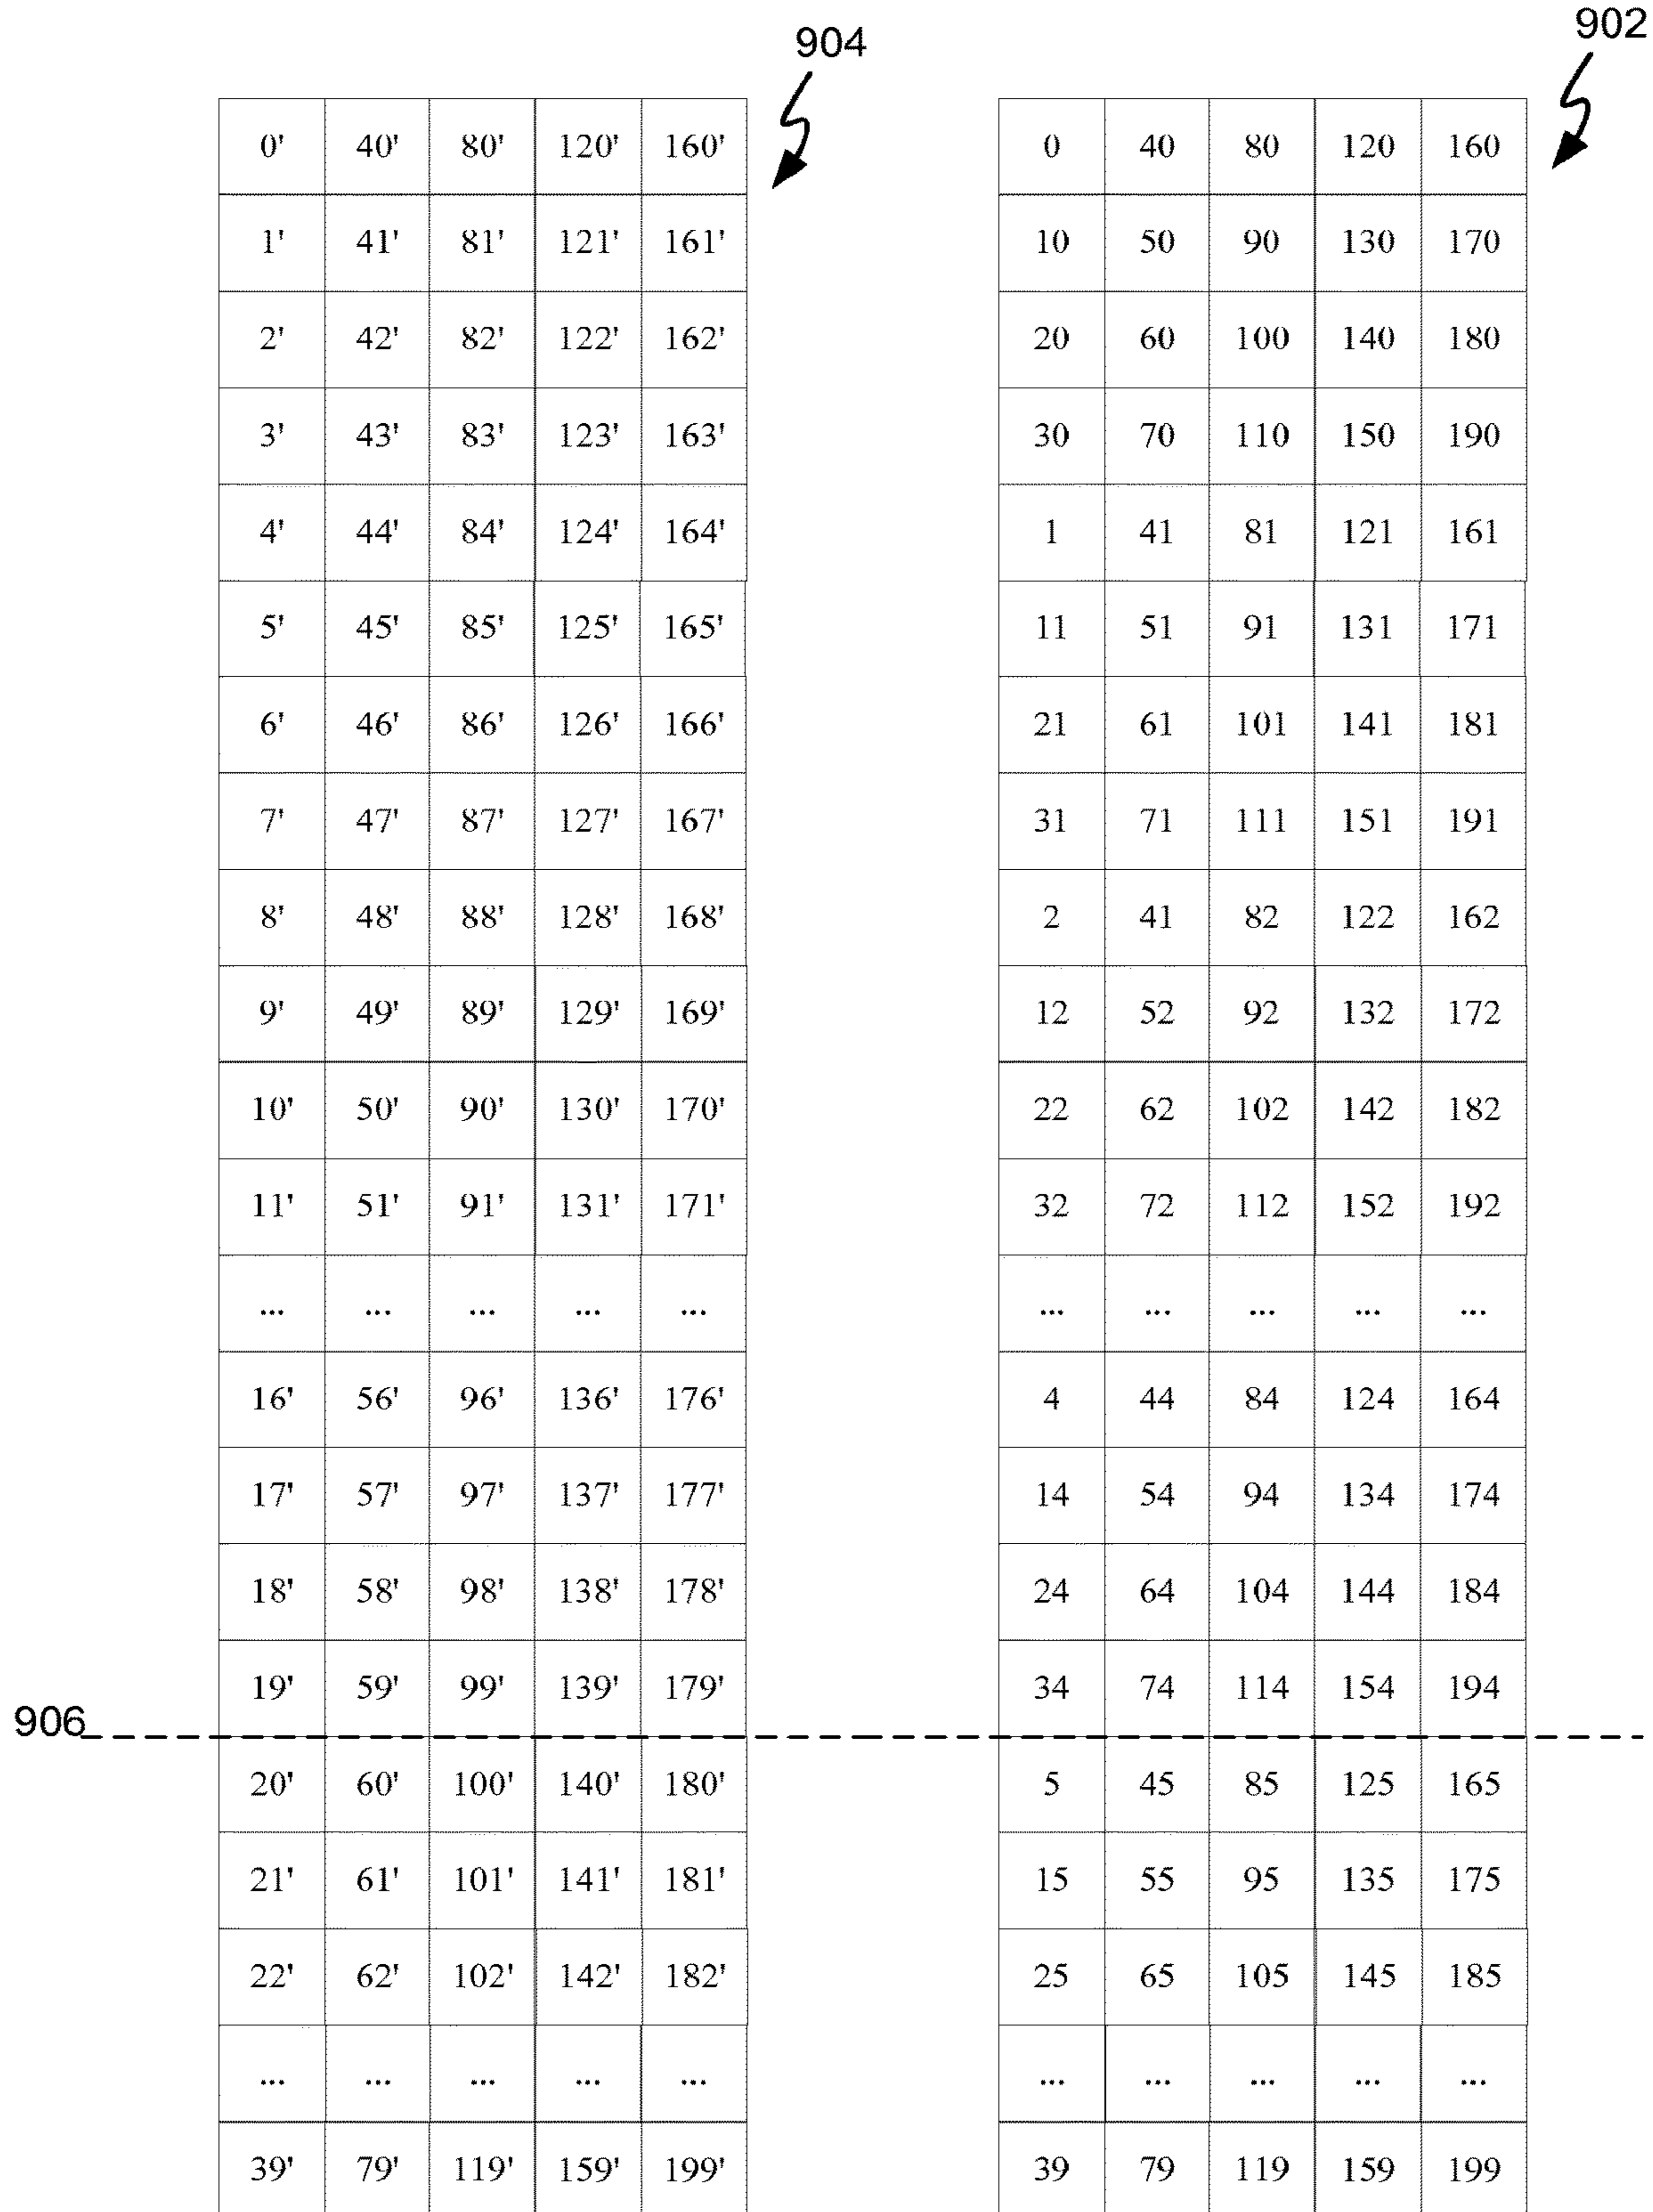 904 902
0' 40' 80' 120' 160' 0 40 80 120 160
1' 41' 81' 121' 161' 10 50 90 130 170
2' 42' 82' 122' 162' 20 60 100 140 180
3' 43' 83' 123' 163' 30 70 110 150 190
4' 44' 84' 124' 164' 1 41 81 121 161
5' 45' 85' 125' 165' 11 51 91 131 171
6' 46' 86' 126' 166' 21 61 101 141 181
7' 47' 87' 127' 167' 31 71 111 151 191
8' 48' 88' 128' 168' 2 41 82 122 162
9' 49' 89' 129' 169' 12 52 92 132 172
10' 50' 90' 130' 170' 22 62 102 142 182
11' 51' 91' 131' 171' 32 72 112 152 192
... ... ... ... ... ... ... ... ... ...
16' 56' 96' 136' 176' 4 44 84 124 164
17' 57' 97' 137' 177' 14 54 94 134 174
18' 58' 98' 138' 178' 24 64 104 144 184
19' 59' 99' 139' 179' 34 74 114 154 194
906
20' 60' 100' 140' 180' 5 45 85 125 165
21' 61' 101' 141' 181' 15 55 95 135 175
22' 62' 102' 142' 182' 25 65 105 145 185
... ... ... ... ... ... ... ... ... ...
39' 79' 119' 159' 199' 39 79 119 159 199